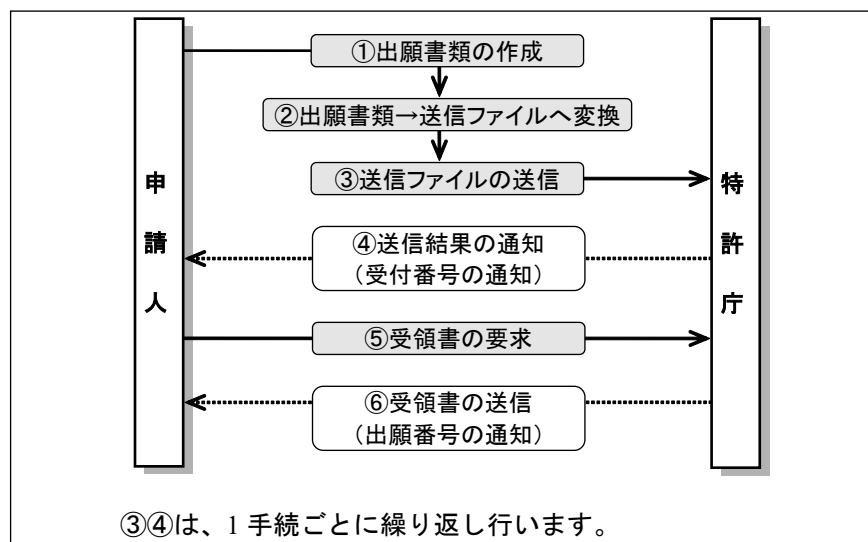 ①出願書類の作成
②出願書類→送信ファイルへ変換
③送信ファイルの送信
申請人
特許庁
④送信結果の通知
（受付番号の通知）
⑤受領書の要求
⑥受領書の送信
（出願番号の通知）
③④は、1 手続ごとに繰り返し行います。